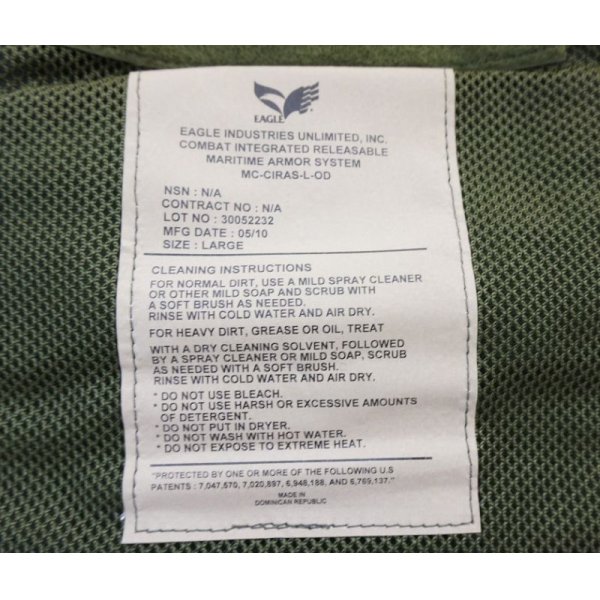 EAGLE
EAGLE INDUSTRIES UNLIMITED, INC.
COMBAT INTEGRATED RELEASABLE
MARITIME ARMOR SYSTEM
MC-CIRAS-L-OD
NSN : N/A
CONTRACT NO : N/A
LOT NO : 30052232
MFG DATE : 05/10
SIZE : LARGE
CLEANING INSTRUCTIONS
FOR NORMAL DIRT, USE A MILD SPRAY CLEANER
OR OTHER MILD SOAP AND SCRUB WITH
A SOFT BRUSH AS NEEDED.
RINSE WITH COLD WATER AND AIR DRY.
FOR HEAVY DIRT, GREASE OR OIL, TREAT
WITH A DRY CLEANING SOLVENT, FOLLOWED
BY A SPRAY CLEANER OR MILD SOAP, SCRUB
AS NEEDED WITH A SOFT BRUSH.
RINSE WITH COLD WATER AND AIR DRY.
* DO NOT USE BLEACH.
* DO NOT USE HARSH OR EXCESSIVE AMOUNTS
OF DETERGENT.
* DO NOT PUT IN DRYER.
* DO NOT WASH WITH HOT WATER.
* DO NOT EXPOSE TO EXTREME HEAT.
"PROTECTED BY ONE OR MORE OF THE FOLLOWING U.S
PATENTS : 7,047,570, 7,020,897, 6,948,188, AND 6,769,137."
MADE IN
DOMINICAN REPUBLIC